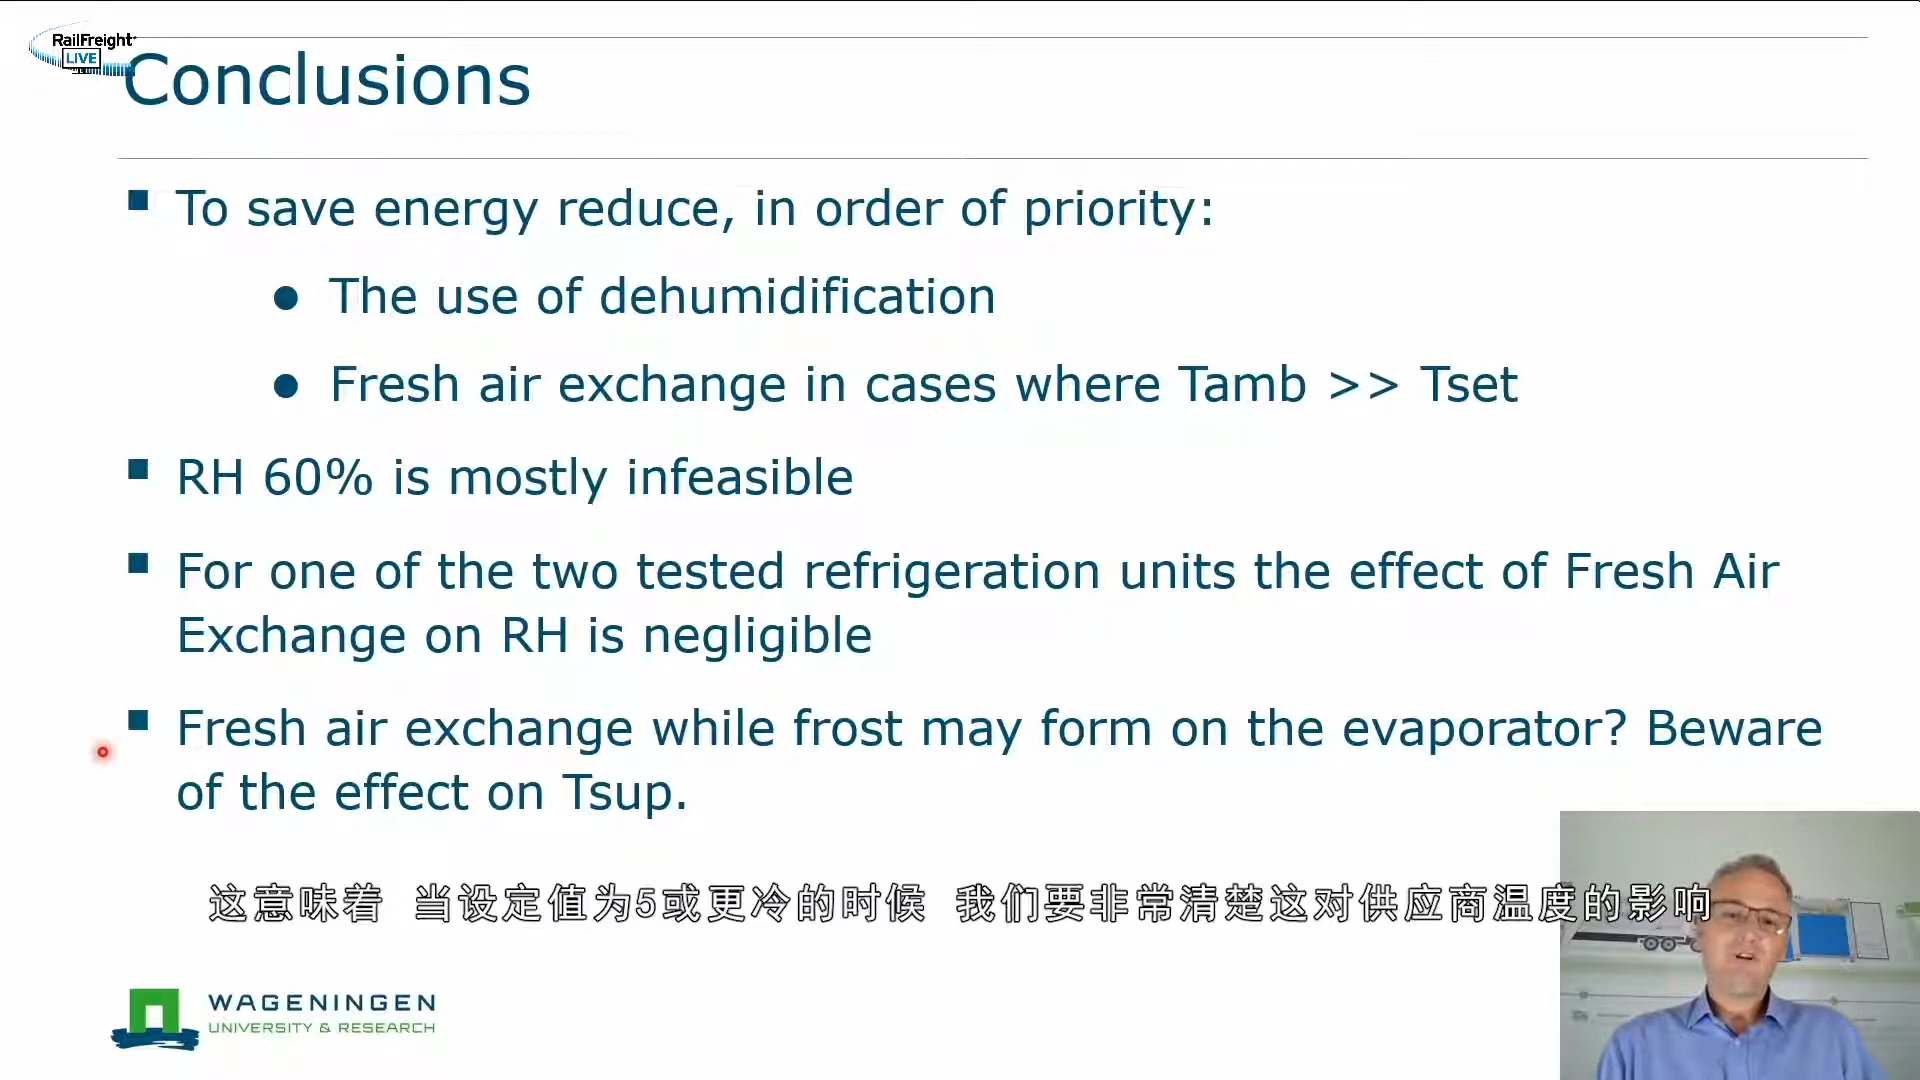 RailFreight
LIVE
Conclusions
To save energy reduce, in order of priority:
The use of dehumidification
Fresh air exchange in cases where Tamb >> Tset
RH 60% is mostly infeasible
For one of the two tested refrigeration units the effect of Fresh Air
Exchange on RH is negligible
Fresh air exchange while frost may form on the evaporator? Beware
of the effect on Tsup.
这意味着 当设定值为5或更冷的时候 我们要非常清楚这对供应商温度的影响
WAGENINGEN
UNIVERSITY & RESEARCH